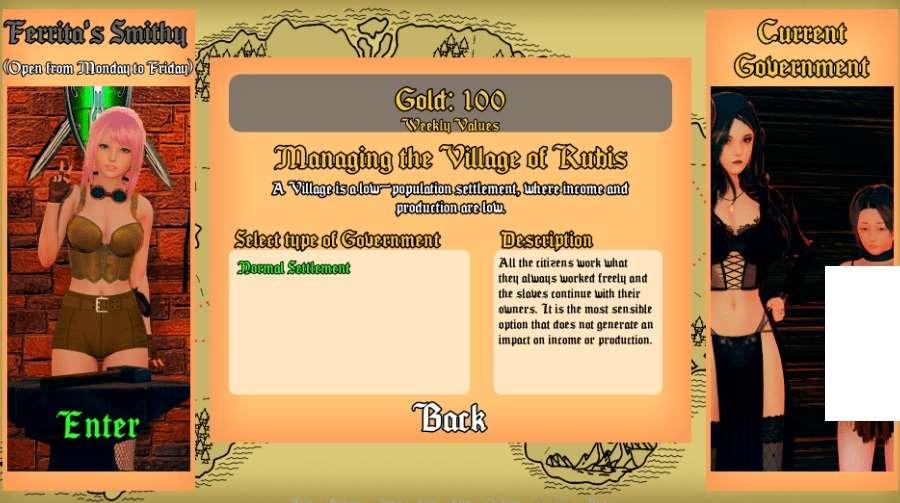 Ferrita's Smithy
(Open from Monday to Friday)
Enter
Gold: 100
Weekly Values
Managing the Village of Rubis
A Village is a low-population settlement, where income and
production are low.
Select type of Government
Normal Settlement
Description
All the citizens work what
they always worked freely and
the slaves continue with their
owners. It is the most sensible
option that does not generate an
impact on income or production.
Back
Current
Government